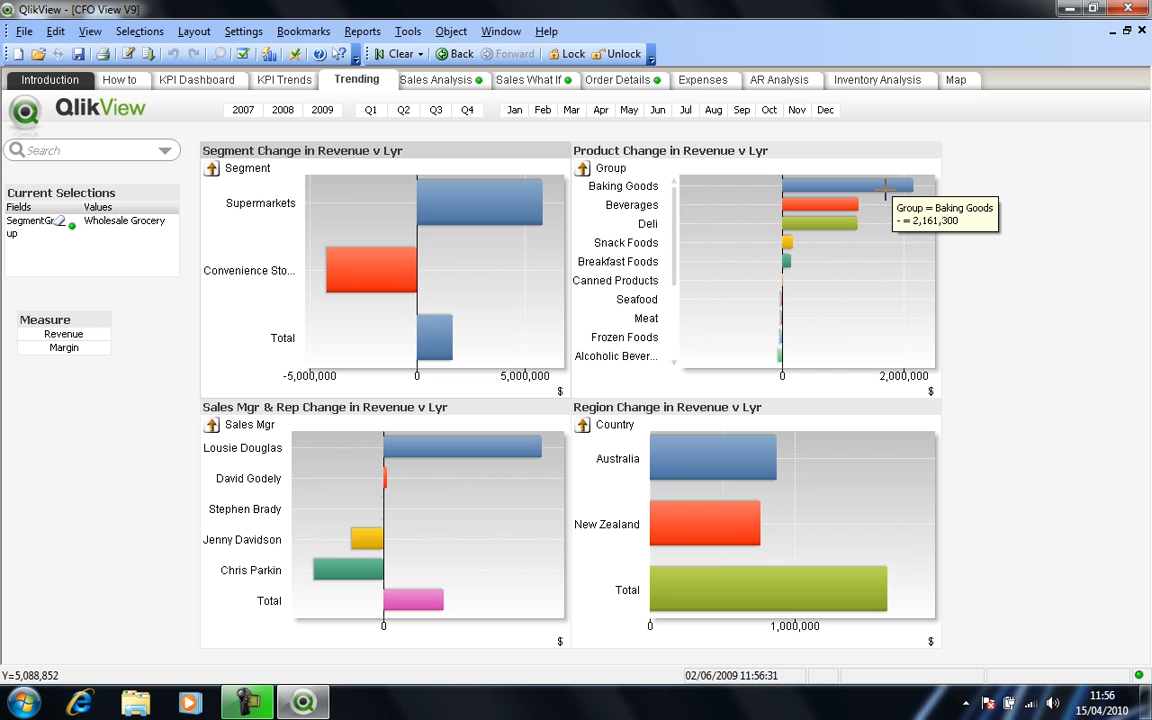 QlikView - [CFO View V9]
File Edit View Selections Layout Settings Bookmarks Reports Tools Object Window Help
Clear Back Forward Lock Unlock
Introduction How to KPI Dashboard KPI Trends Trending Sales Analysis Sales What If Order Details Expenses AR Analysis Inventory Analysis Map
QlikView 2007 2008 2009 Q1 Q2 Q3 Q4 Jan Feb Mar Apr May Jun Jul Aug Sep Oct Nov Dec
Search
Current Selections
Fields Values
SegmentGr Wholesale Grocery
up
Measure
Revenue
Margin
Segment Change in Revenue v Lyr
Segment
Supermarkets
Convenience Sto...
Total
-5,000,000 0 5,000,000
$
Product Change in Revenue v Lyr
Group
Baking Goods
Beverages
Deli
Snack Foods
Breakfast Foods
Canned Products
Seafood
Meat
Frozen Foods
Alcoholic Bever...
0 2,000,000
$
Group = Baking Goods
- = 2,161,300
Sales Mgr & Rep Change in Revenue v Lyr
Sales Mgr
Lousie Douglas
David Godely
Stephen Brady
Jenny Davidson
Chris Parkin
Total
0
$
Region Change in Revenue v Lyr
Country
Australia
New Zealand
Total
0 1,000,000
$
Y=5,088,852 02/06/2009 11:56:31
11:56
15/04/2010